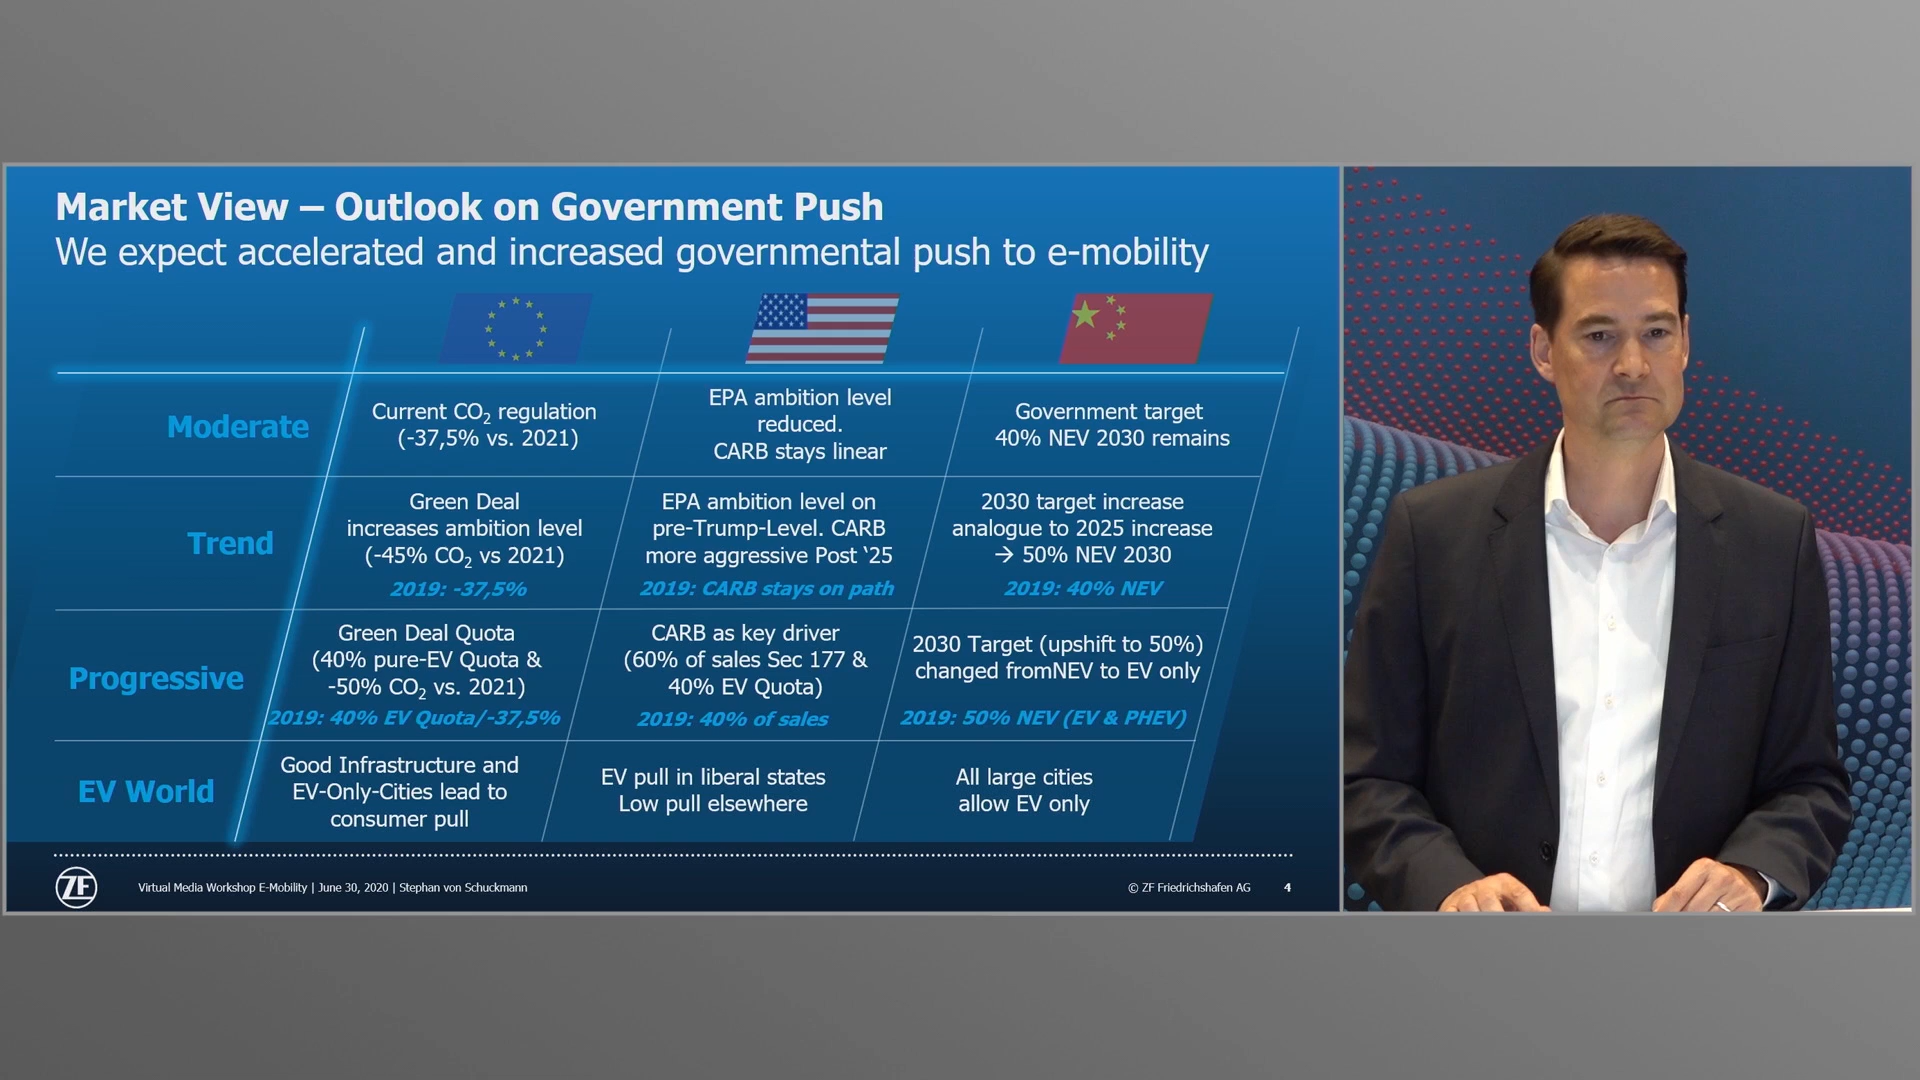 Market View – Outlook on Government Push
We expect accelerated and increased governmental push to e-mobility
Moderate
Current CO₂ regulation
(-37,5% vs. 2021)
EPA ambition level
reduced.
CARB stays linear
Government target
40% NEV 2030 remains
Trend
Green Deal
increases ambition level
(-45% CO₂ vs 2021)
2019: -37,5%
EPA ambition level on
pre-Trump-Level. CARB
more aggressive Post ‘25
2019: CARB stays on path
2030 target increase
analogue to 2025 increase
→ 50% NEV 2030
2019: 40% NEV
Progressive
Green Deal Quota
(40% pure-EV Quota &
-50% CO₂ vs. 2021)
2019: 40% EV Quota/-37,5%
CARB as key driver
(60% of sales Sec 177 &
40% EV Quota)
2019: 40% of sales
2030 Target (upshift to 50%)
changed fromNEV to EV only
2019: 50% NEV (EV & PHEV)
EV World
Good Infrastructure and
EV-Only-Cities lead to
consumer pull
EV pull in liberal states
Low pull elsewhere
All large cities
allow EV only
ZF
Virtual Media Workshop E-Mobility | June 30, 2020 | Stephan von Schuckmann
© ZF Friedrichshafen AG
4